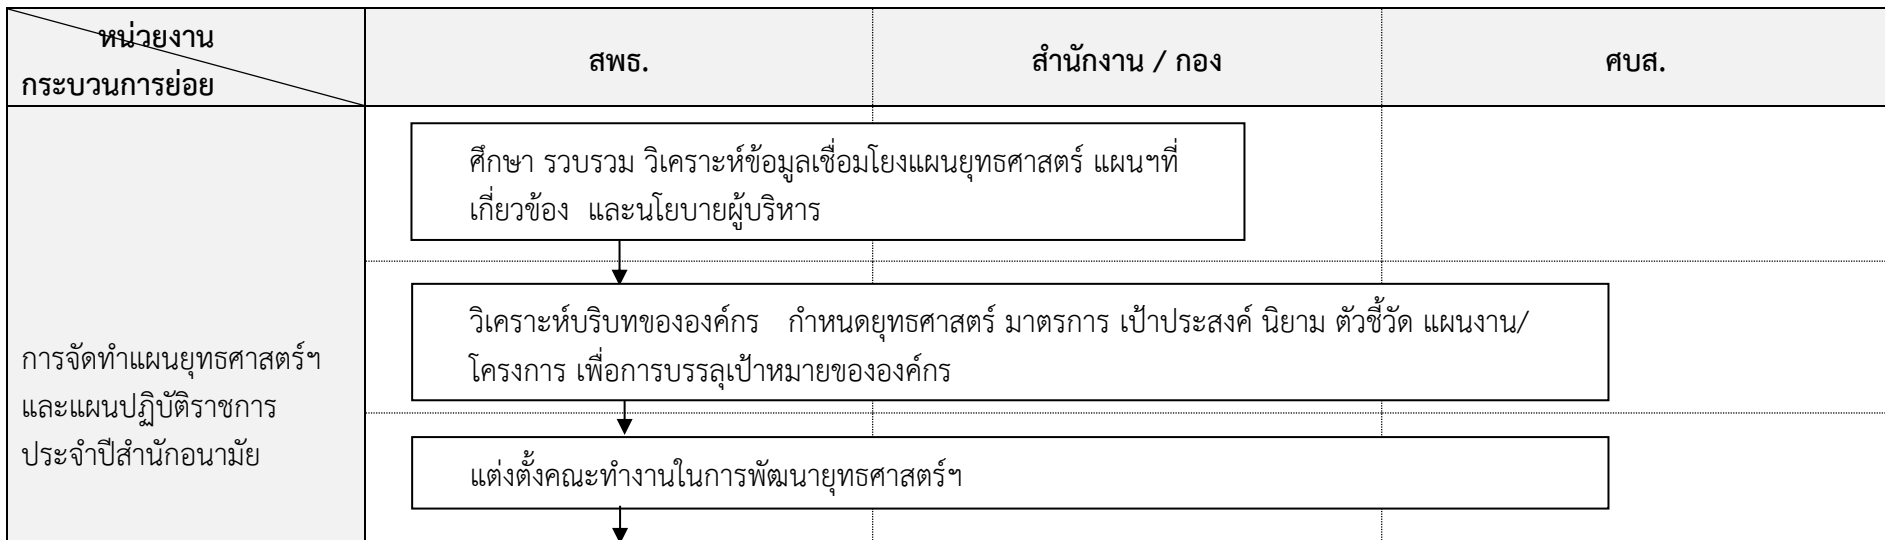 หน่วยงาน
กระบวนการย่อย
สพธ.
สำนักงาน / กอง
ศบส.
การจัดทำแผนยุทธศาสตร์ฯ
และแผนปฏิบัติราชการ
ประจำปีสำนักอนามัย
ศึกษา รวบรวม วิเคราะห์ข้อมูลเชื่อมโยงแผนยุทธศาสตร์ แผนฯที่
เกี่ยวข้อง และนโยบายผู้บริหาร
วิเคราะห์บริบทขององค์กร กำหนดยุทธศาสตร์ มาตรการ เป้าประสงค์ นิยาม ตัวชี้วัด แผนงาน/
โครงการ เพื่อการบรรลุเป้าหมายขององค์กร
แต่งตั้งคณะทำงานในการพัฒนายุทธศาสตร์ฯ